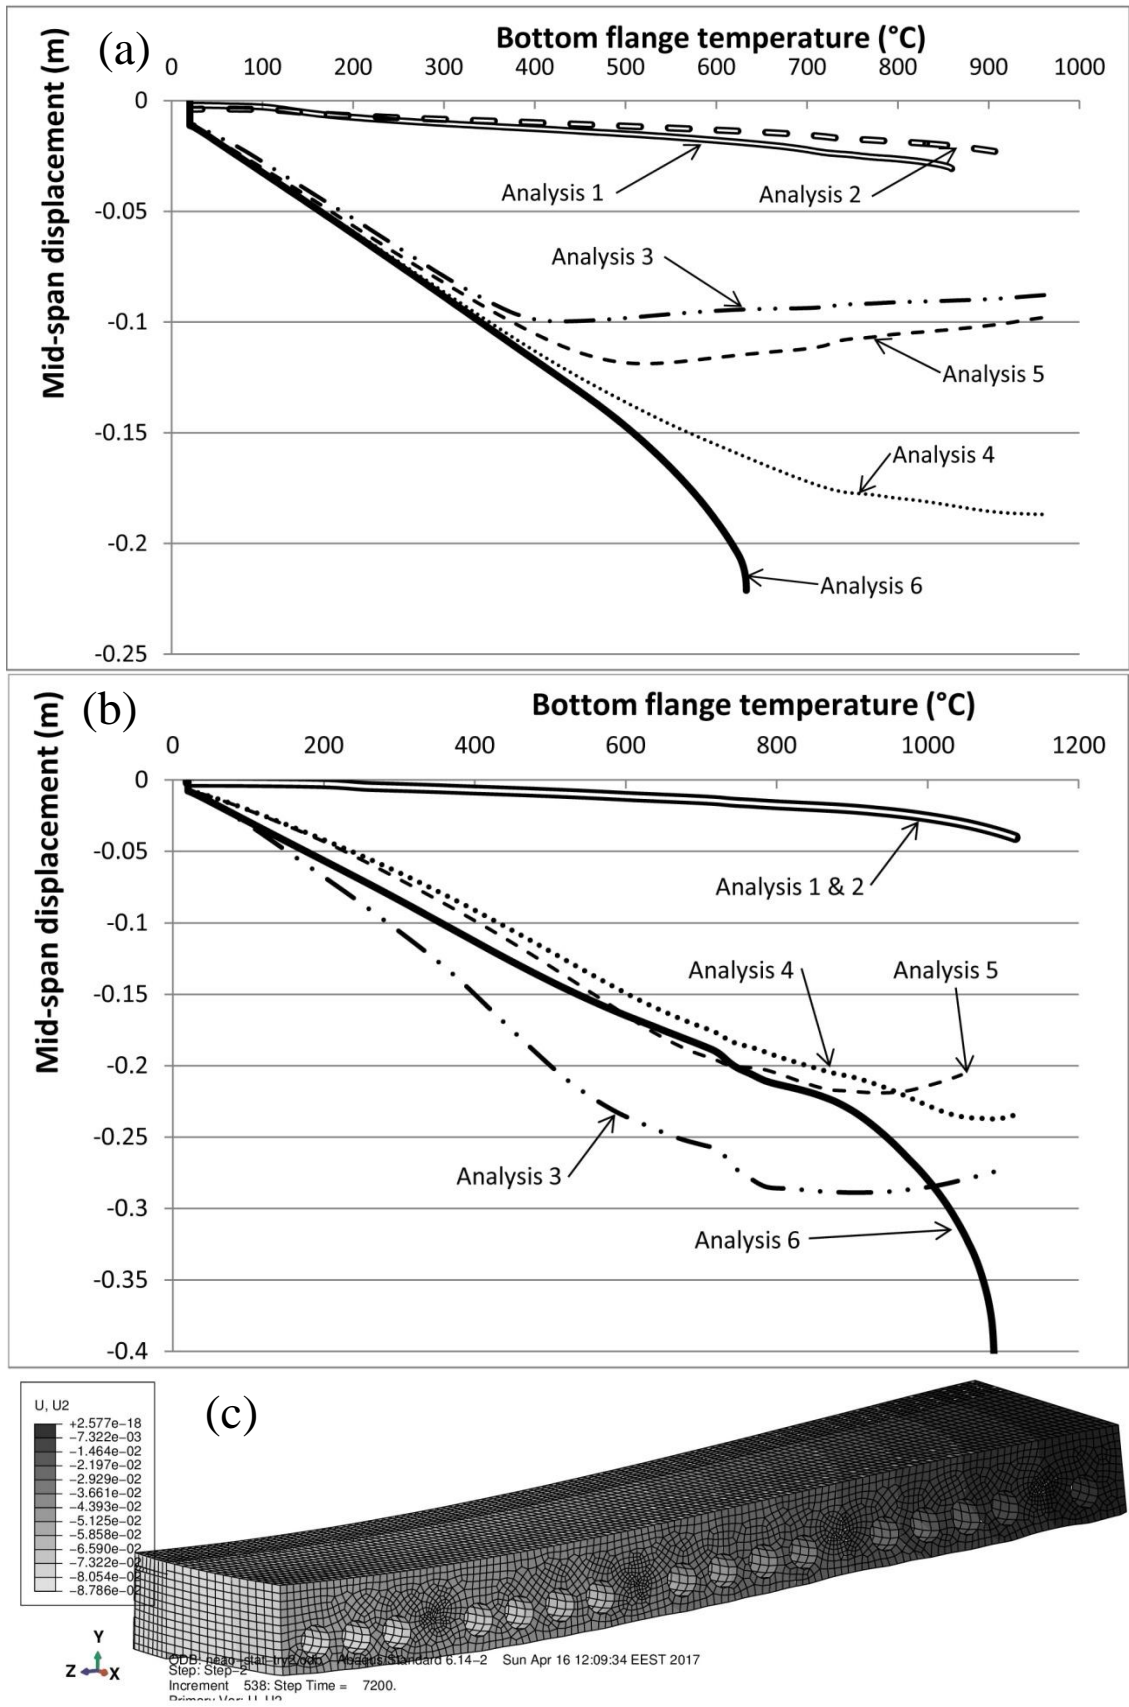 (a)
Bottom flange temperature (°C)
Mid-span displacement (m)
0 100 200 300 400 500 600 700 800 900 1000
0
-0.05
-0.1
-0.15
-0.2
-0.25
Analysis 1
Analysis 2
Analysis 3
Analysis 5
Analysis 4
Analysis 6
(b)
Bottom flange temperature (°C)
Mid-span displacement (m)
0 200 400 600 800 1000 1200
0
-0.05
-0.1
-0.15
-0.2
-0.25
-0.3
-0.35
-0.4
Analysis 1 & 2
Analysis 4
Analysis 5
Analysis 3
Analysis 6
(c)
U, U2
+2.577e-18
-7.322e-03
-1.464e-02
-2.197e-02
-2.929e-02
-3.661e-02
-4.393e-02
-5.125e-02
-5.858e-02
-6.590e-02
-7.322e-02
-8.054e-02
-8.786e-02
Y
Z X
ODB: Abaqus/Standard 6.14-2 Sun Apr 16 12:09:34 EEST 2017
Step: Step-2
Increment 538: Step Time = 7200.
Primary Var: U, U2